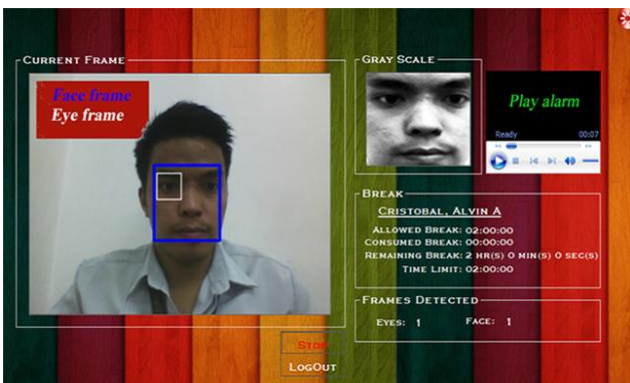 CURRENT FRAME
Face frame
Eye frame
GRAY SCALE
Play alarm
Ready 00:07
BREAK
CRISTOBAL, ALVIN A
ALLOWED BREAK: 02:00:00
CONSUMED BREAK: 00:00:00
REMAINING BREAK: 2 HR(S) 0 MIN(S) 0 SEC(S)
TIME LIMIT: 02:00:00
FRAMES DETECTED
EYES: 1 FACE: 1
STOP
LOGOUT